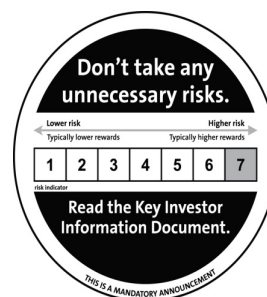 Don't take any
unnecessary risks.
Lower risk Higher risk
Typically lower rewards Typically higher rewards
1 2 3 4 5 6 7
risk indicator
Read the Key Investor
Information Document.
THIS IS A MANDATORY ANNOUNCEMENT